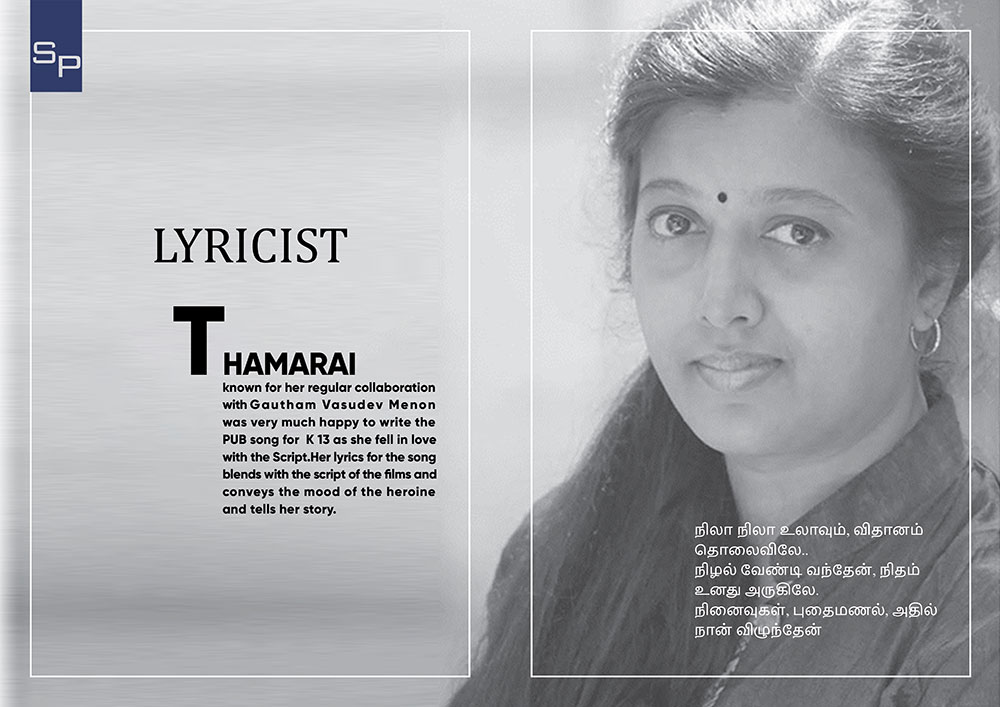 SP
LYRICIST
THAMARAI
known for her regular collaboration
with Gautham Vasudev Menon
was very much happy to write the
PUB song for K 13 as she fell in love
with the Script.Her lyrics for the song
blends with the script of the films and
conveys the mood of the heroine
and tells her story.
நிலா நிலா உலாவும், விதானம்
தொலைவிலே..
நிழல் வேண்டி வந்தேன், நிதம்
உனது அருகிலே.
நினைவுகள், புதைமணல், அதில்
நான் விழுந்தேன்